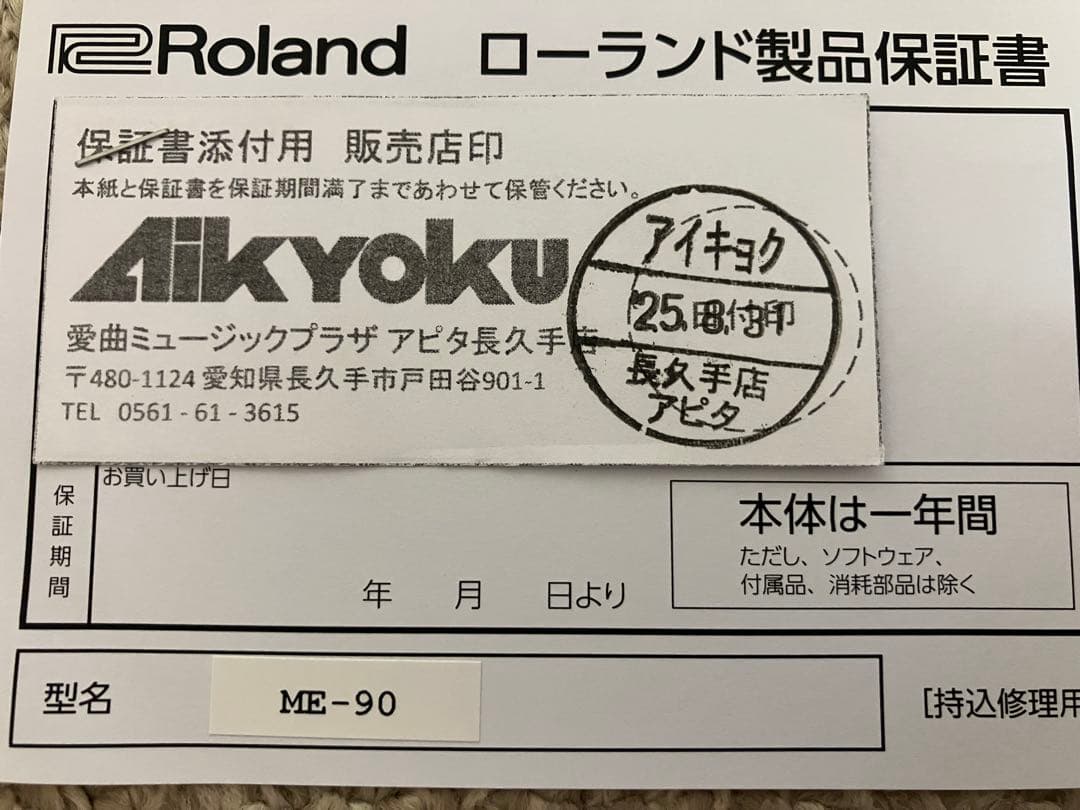 Roland ローランド製品保証書
保証書添付用 販売店印
本紙と保証書を保証期間満了まであわせて保管ください。
Aikyoku
愛曲ミュージックプラザ アピタ長久手店
〒480-1124 愛知県長久手市戸田谷901-1
TEL 0561-61-3615
アイキョク
'25.8.31
日付印
長久手店
アピタ
保証期間
お買い上げ日
年 月 日より
本体は一年間
ただし、ソフトウェア、
付属品、消耗部品は除く
型名 ME-90
[持込修理用